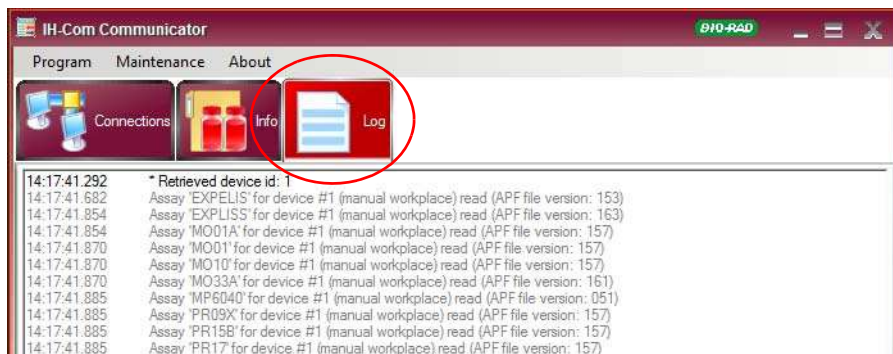 IH-Com Communicator
BIO-RAD
Program Maintenance About
Connections Info Log
14:17:41.292 * Retrieved device id: 1
14:17:41.682 Assay 'EXPELIS' for device #1 (manual workplace) read (APF file version: 153)
14:17:41.854 Assay 'EXPLISS' for device #1 (manual workplace) read (APF file version: 163)
14:17:41.854 Assay 'MO01A' for device #1 (manual workplace) read (APF file version: 157)
14:17:41.870 Assay 'MO01' for device #1 (manual workplace) read (APF file version: 157)
14:17:41.870 Assay 'MO10' for device #1 (manual workplace) read (APF file version: 157)
14:17:41.870 Assay 'MO33A' for device #1 (manual workplace) read (APF file version: 161)
14:17:41.885 Assay 'MP6040' for device #1 (manual workplace) read (APF file version: 051)
14:17:41.885 Assay 'PR09X' for device #1 (manual workplace) read (APF file version: 157)
14:17:41.885 Assay 'PR15B' for device #1 (manual workplace) read (APF file version: 157)
14:17:41.885 Assay 'PR17' for device #1 (manual workplace) read (APF file version: 157)